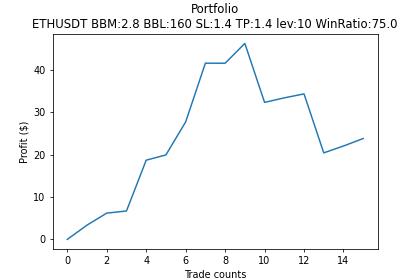 Portfolio
ETHUSDT BBM:2.8 BBL:160 SL:1.4 TP:1.4 lev:10 WinRatio:75.0
40
30
20
10
0
Profit ($)
0 2 4 6 8 10 12 14
Trade counts